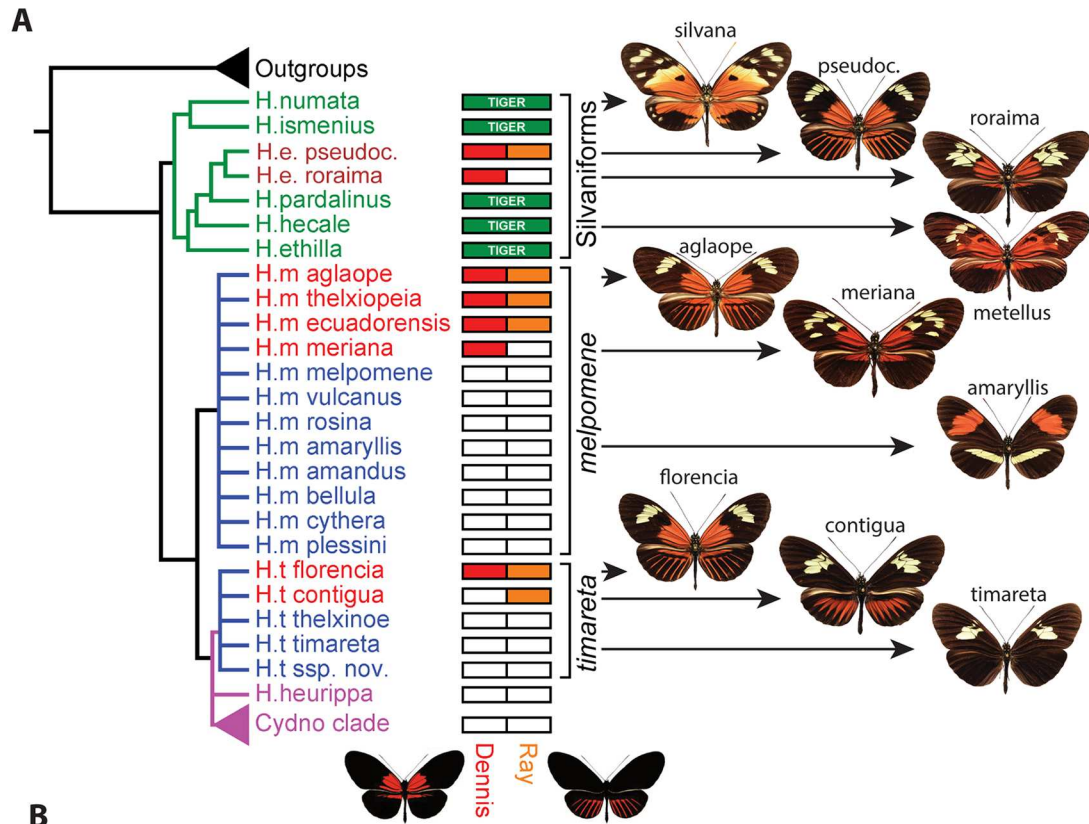 A
Outgroups
H.numata
H.ismenius
H.e. pseudoc.
H.e. roraima
H.pardalinus
H.hecale
H.ethilla
H.m aglaope
H.m thelxiopeia
H.m ecuadorensis
H.m meriana
H.m melpomene
H.m vulcanus
H.m rosina
H.m amaryllis
H.m amandus
H.m bellula
H.m cythera
H.m plessini
H.t florencia
H.t contigua
H.t thelxinoe
H.t timareta
H.t ssp. nov.
H.heurippa
Cydno clade
TIGER
TIGER
TIGER
TIGER
TIGER
Dennis
Ray
Silvaniforms
melpomene
timareta
silvana
pseudoc.
roraima
metellus
aglaope
meriana
amaryllis
florencia
contigua
timareta
B